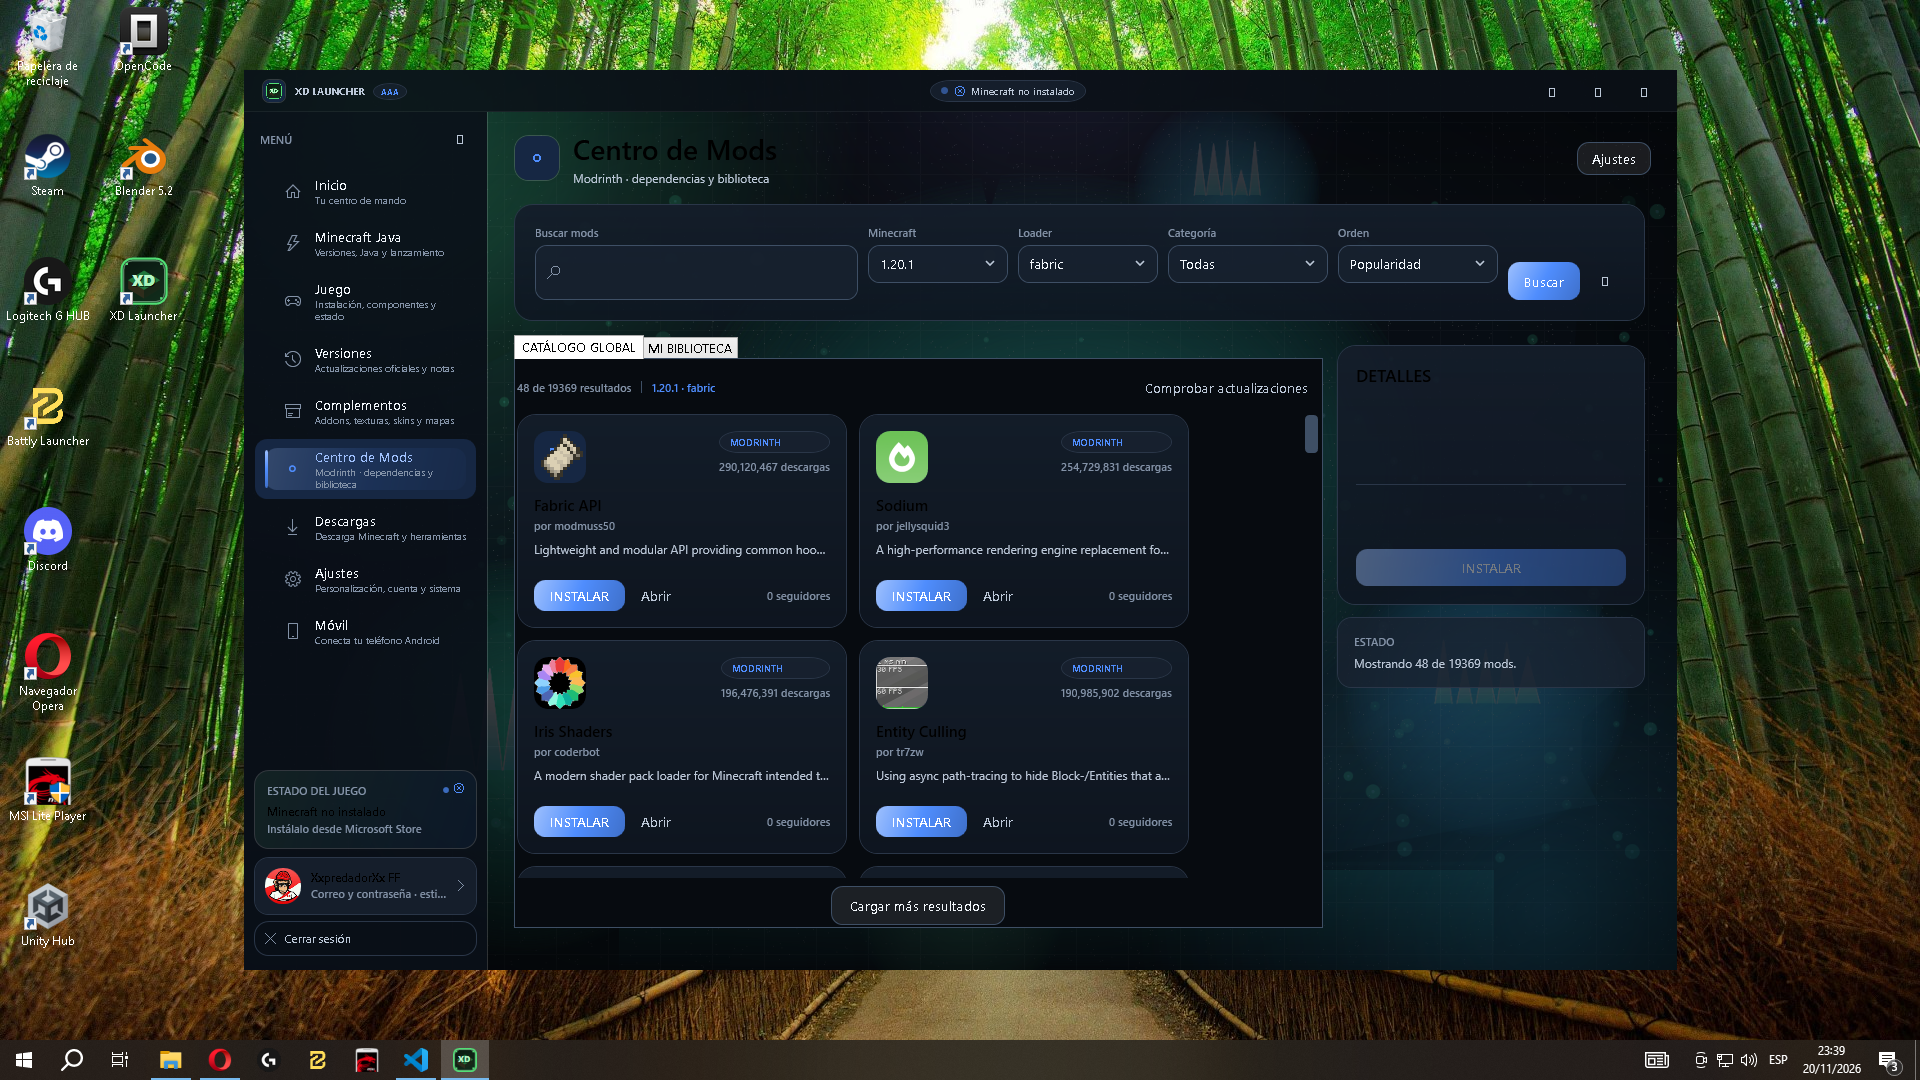 Papelera de
reciclaje
OpenCode
Steam
Blender 5.2
Logitech G HUB
XD Launcher
Battly Launcher
Discord
Navegador
Opera
MSI Lite Player
Unity Hub
XD LAUNCHER
AAA
Minecraft no instalado
MENÚ
Inicio
Tu centro de mando
Minecraft Java
Versiones, Java y lanzamiento
Juego
Instalación, componentes y
estado
Versiones
Actualizaciones oficiales y notas
Complementos
Addons, texturas, skins y mapas
Centro de Mods
Modrinth · dependencias y
biblioteca
Descargas
Descarga Minecraft y herramientas
Ajustes
Personalización, cuenta y sistema
Móvil
Conecta tu teléfono Android
ESTADO DEL JUEGO
Minecraft no instalado
Instálalo desde Microsoft Store
XxpredadorXx FF
Correo y contraseña · esti...
Cerrar sesión
Centro de Mods
Modrinth · dependencias y biblioteca
Ajustes
Buscar mods
Minecraft
1.20.1
Loader
fabric
Categoría
Todas
Orden
Popularidad
Buscar
CATÁLOGO GLOBAL
MI BIBLIOTECA
48 de 19369 resultados
1.20.1 · fabric
Comprobar actualizaciones
MODRINTH
290,120,467 descargas
Fabric API
por modmuss50
Lightweight and modular API providing common hoo...
INSTALAR
Abrir
0 seguidores
MODRINTH
254,729,831 descargas
Sodium
por jellysquid3
A high-performance rendering engine replacement fo...
INSTALAR
Abrir
0 seguidores
MODRINTH
196,476,391 descargas
Iris Shaders
por coderbot
A modern shader pack loader for Minecraft intended t...
INSTALAR
Abrir
0 seguidores
30 FPS
60 FPS
MODRINTH
190,985,902 descargas
Entity Culling
por tr7zw
Using async path-tracing to hide Block-/Entities that a...
INSTALAR
Abrir
0 seguidores
Cargar más resultados
DETALLES
INSTALAR
ESTADO
Mostrando 48 de 19369 mods.
ESP
23:39
20/11/2026
3